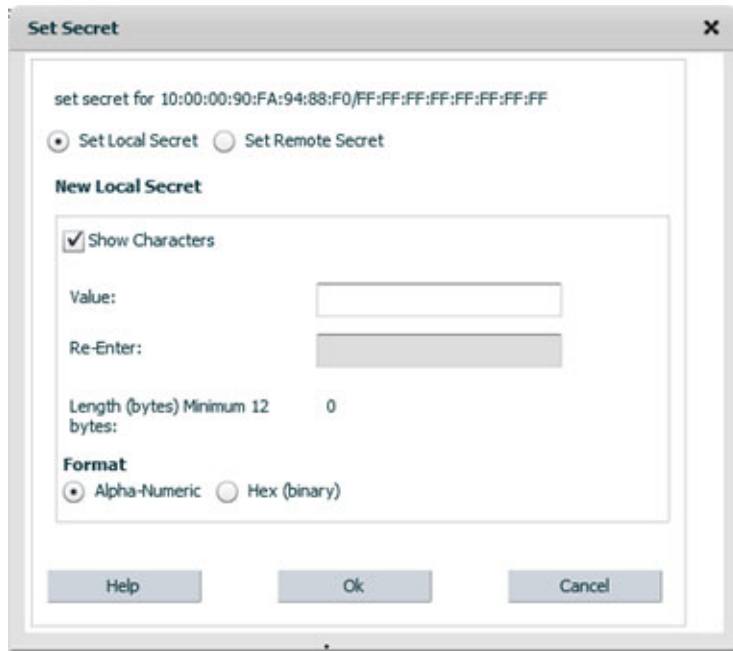 Set Secret
set secret for 10:00:00:90:FA:94:88:F0/FF:FF:FF:FF:FF:FF:FF:FF
Set Local Secret Set Remote Secret
New Local Secret
Show Characters
Value:
Re-Enter:
Length (bytes) Minimum 12 0
bytes:
Format
Alpha-Numeric Hex (binary)
Help Ok Cancel